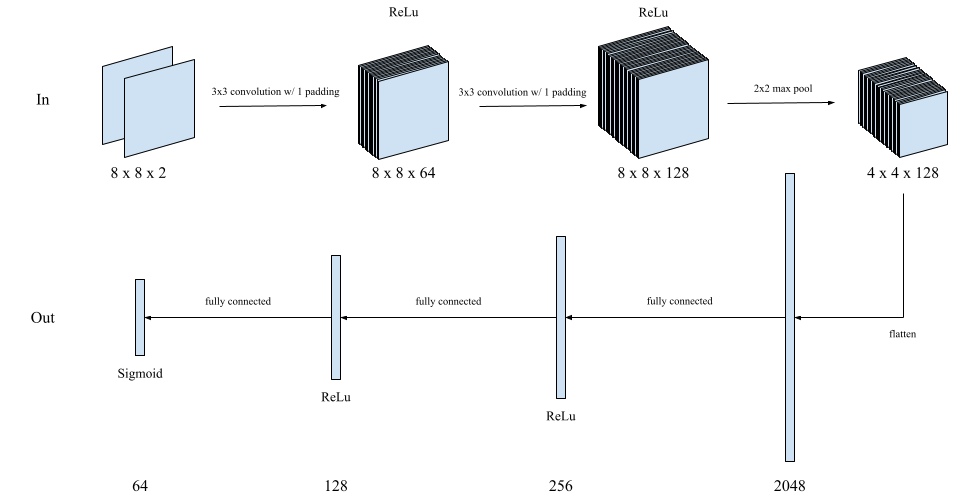 ReLu
ReLu
In
3x3 convolution w/ 1 padding
3x3 convolution w/ 1 padding
2x2 max pool
8 x 8 x 2
8 x 8 x 64
8 x 8 x 128
4 x 4 x 128
Out
fully connected
fully connected
fully connected
flatten
Sigmoid
ReLu
ReLu
64
128
256
2048